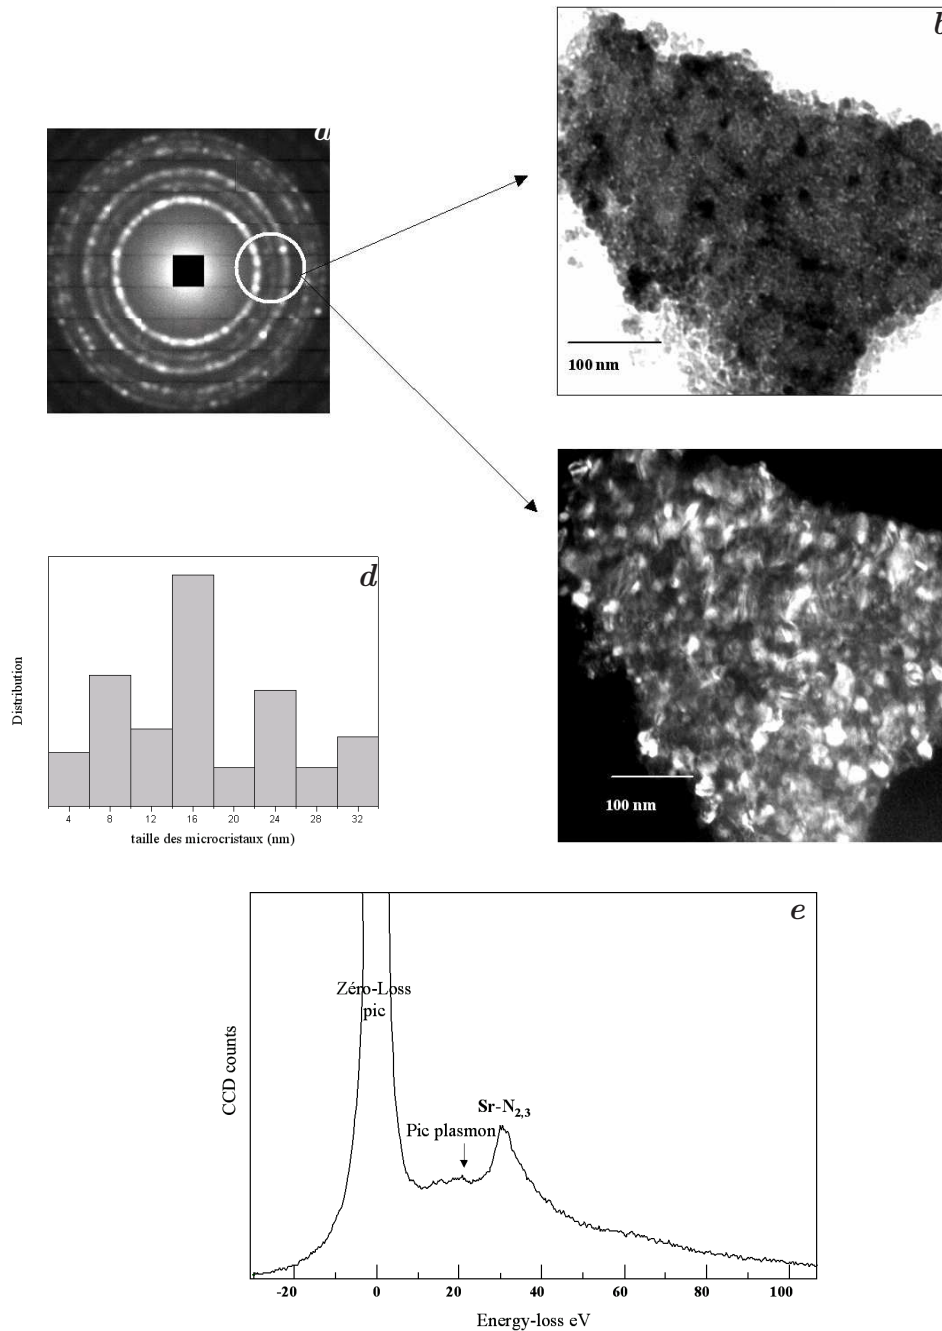 b
a
100 nm
d
Distribution
4 8 12 16 20 24 28 32
taille des microcristaux (nm)
100 nm
e
Zéro-Loss
pic
Sr-N2,3
Pic plasmon
CCD counts
-20 0 20 40 60 80 100
Energy-loss eV